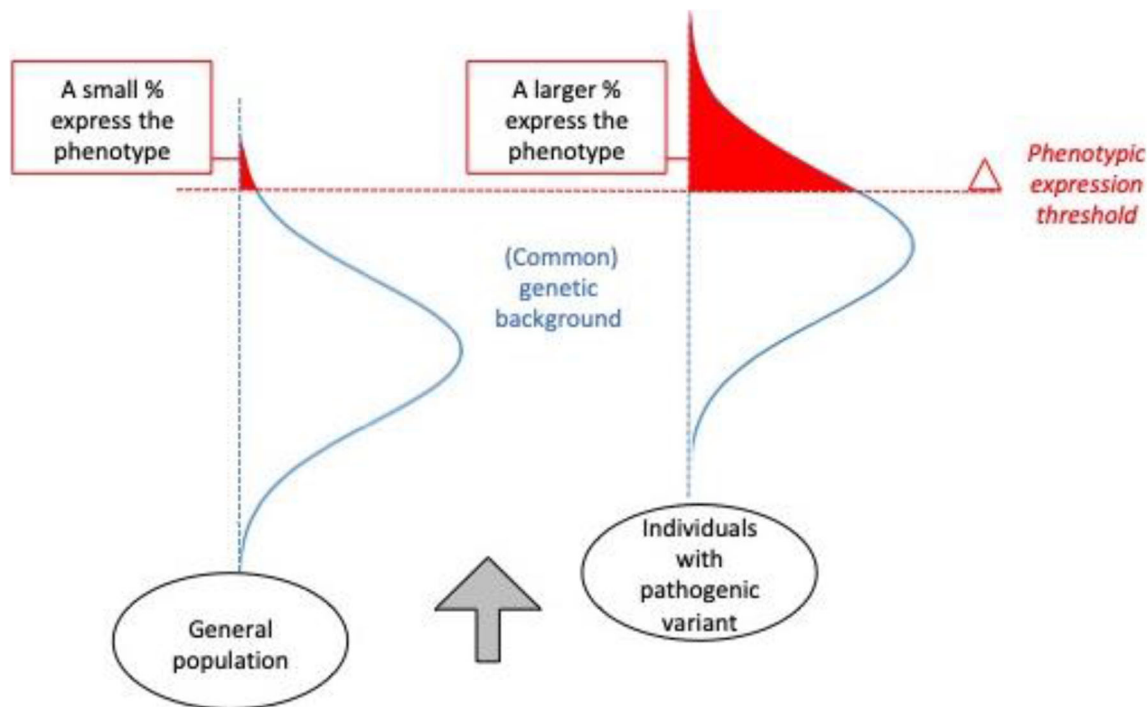 A small %
express the
phenotype
A larger %
express the
phenotype
Phenotypic
expression
threshold
(Common)
genetic
background
Individuals
with
pathogenic
variant
General
population